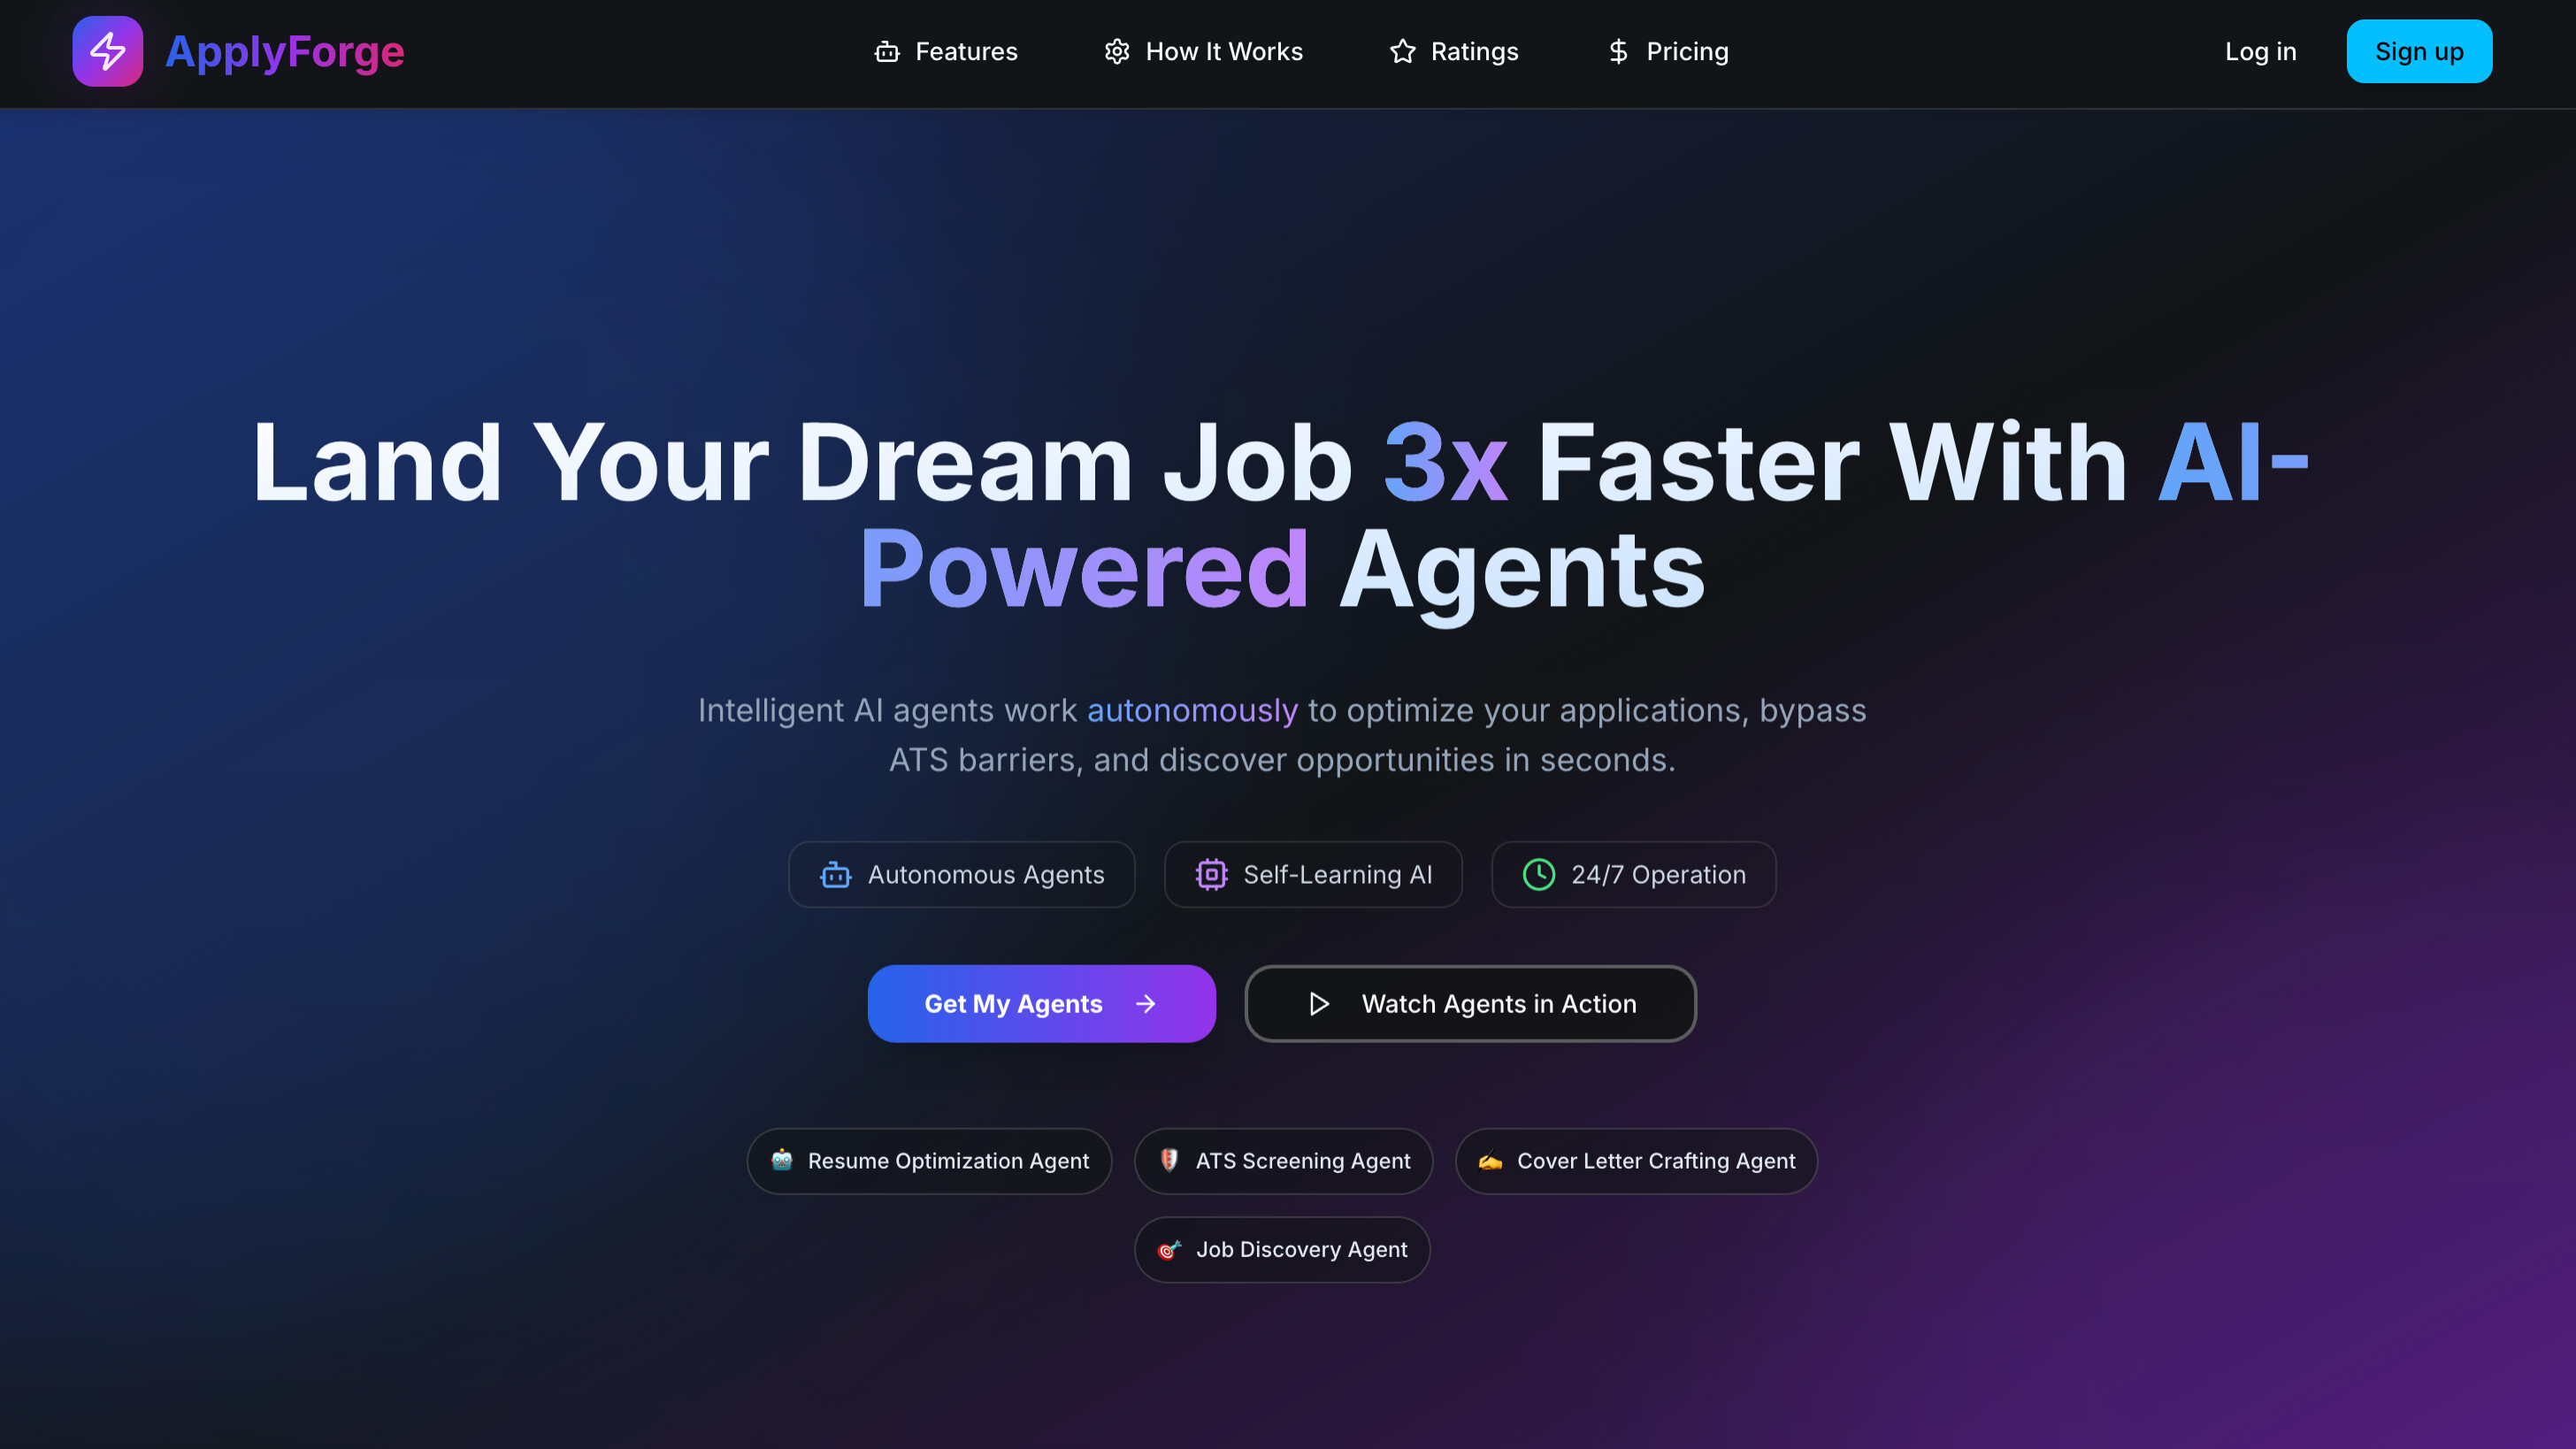 ApplyForge
Features
How It Works
Ratings
Pricing
Log in
Sign up
Land Your Dream Job 3x Faster With AI-
Powered Agents
Intelligent AI agents work autonomously to optimize your applications, bypass
ATS barriers, and discover opportunities in seconds.
Autonomous Agents
Self-Learning AI
24/7 Operation
Get My Agents
Watch Agents in Action
Resume Optimization Agent
ATS Screening Agent
Cover Letter Crafting Agent
Job Discovery Agent